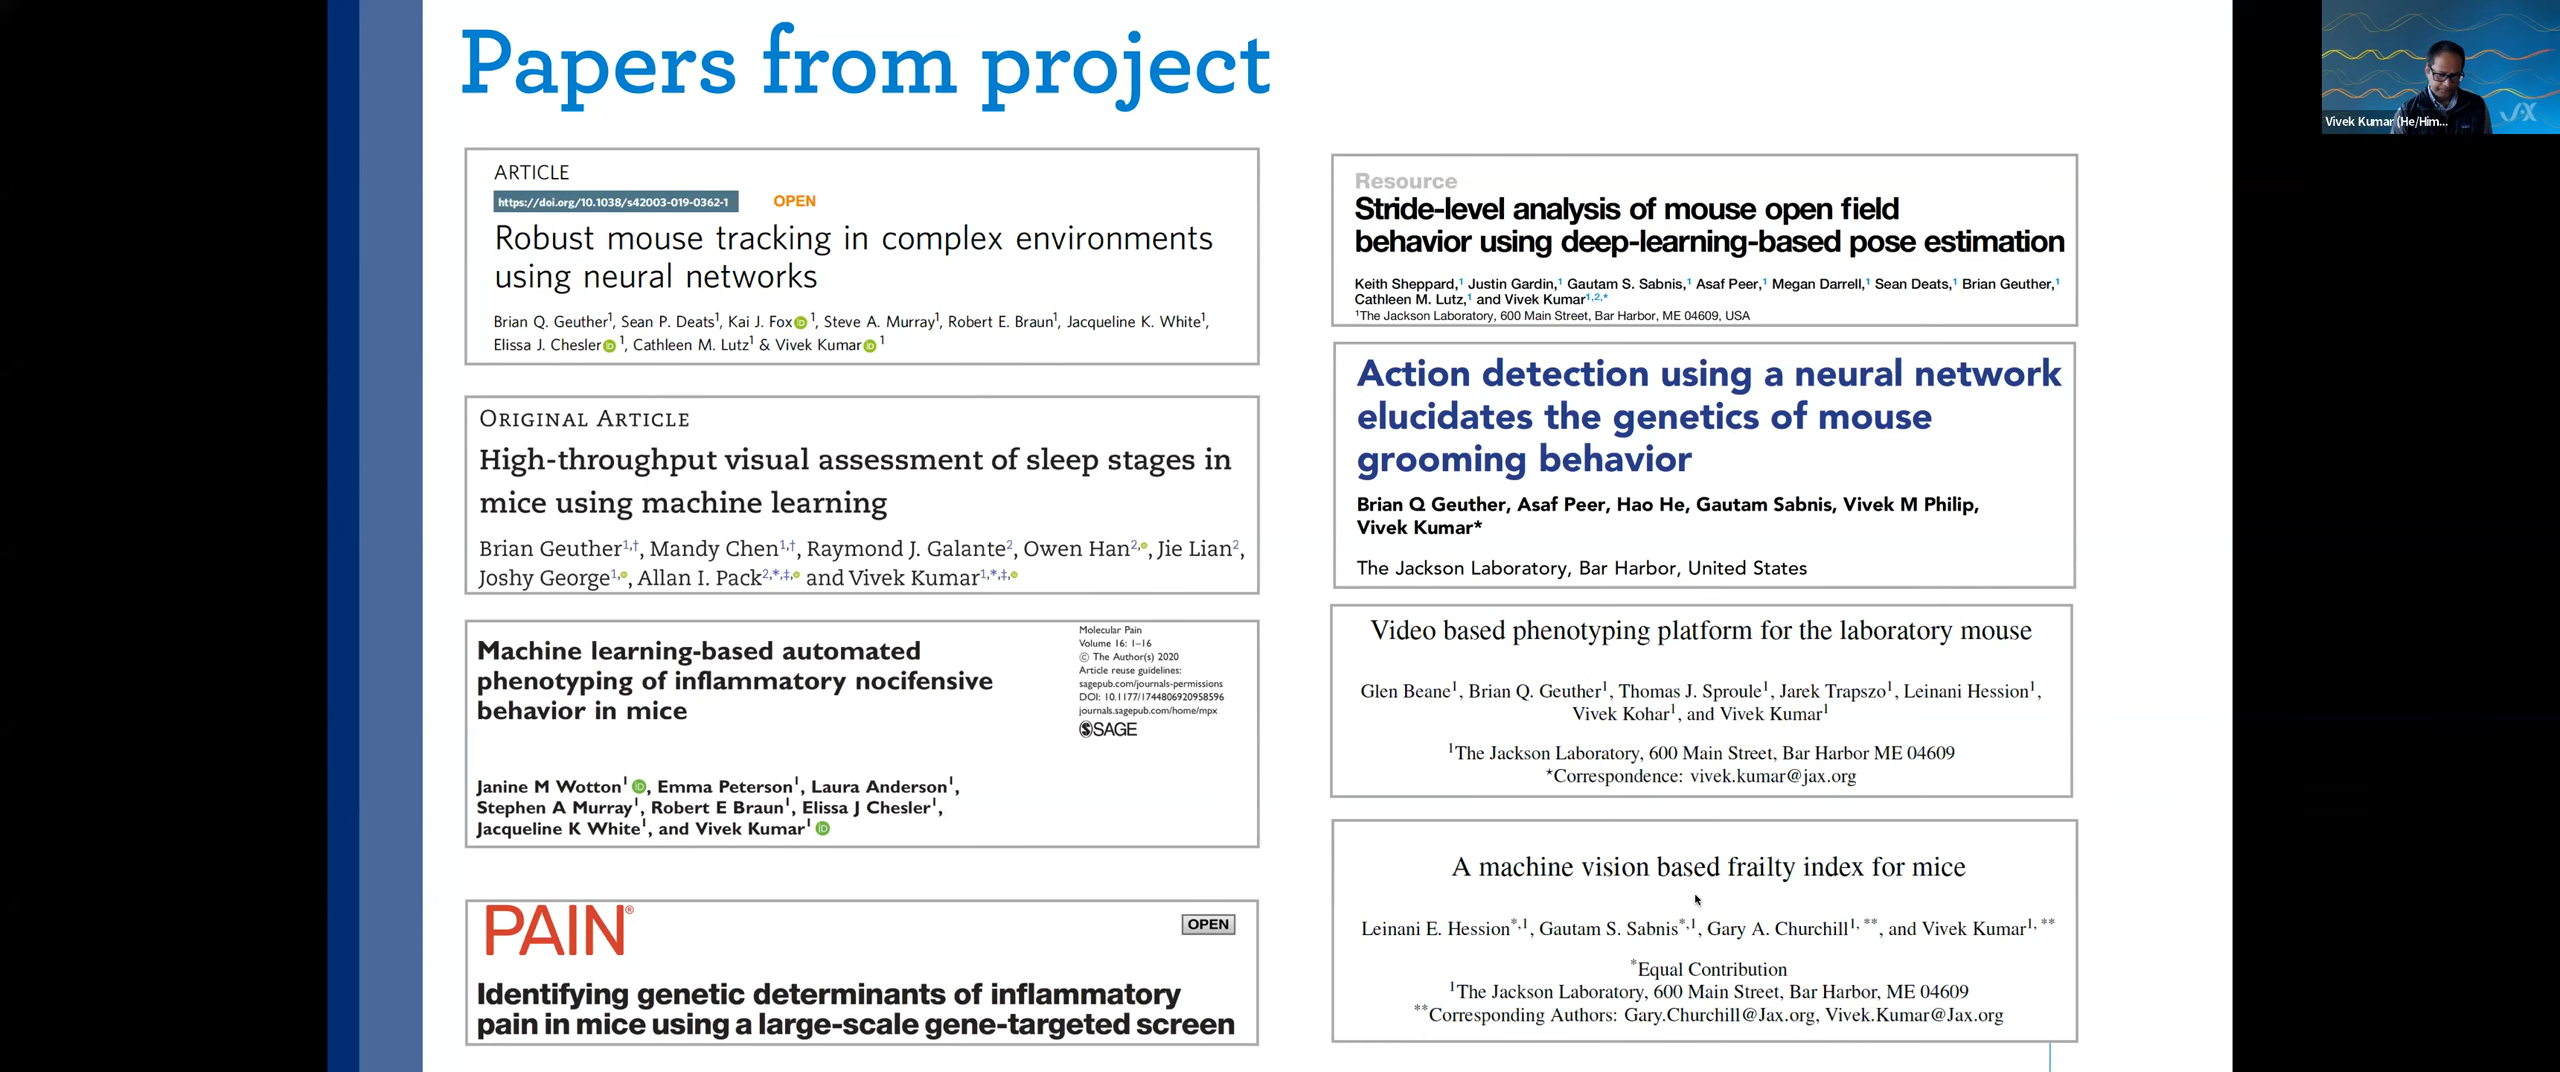 Papers from project
ARTICLE
https://doi.org/10.1038/s42003-019-0362-1 OPEN
Robust mouse tracking in complex environments
using neural networks
Brian Q. Geuther1, Sean P. Deats1, Kai J. Fox 1, Steve A. Murray1, Robert E. Braun1, Jacqueline K. White1,
Elissa J. Chesler 1, Cathleen M. Lutz1 & Vivek Kumar 1
ORIGINAL ARTICLE
High-throughput visual assessment of sleep stages in
mice using machine learning
Brian Geuther1,†, Mandy Chen1,†, Raymond J. Galante2, Owen Han2, Jie Lian2,
Joshy George1, Allan I. Pack2,*,‡, and Vivek Kumar1,*,‡,
Machine learning-based automated
phenotyping of inflammatory nocifensive
behavior in mice
Molecular Pain
Volume 16: 1–16
© The Author(s) 2020
Article reuse guidelines:
sagepub.com/journals-permissions
DOI: 10.1177/1744806920958596
journals.sagepub.com/home/mpx
SAGE
Janine M Wotton1, Emma Peterson1, Laura Anderson1,
Stephen A Murray1, Robert E Braun1, Elissa J Chesler1,
Jacqueline K White1, and Vivek Kumar1
PAIN®
OPEN
Identifying genetic determinants of inflammatory
pain in mice using a large-scale gene-targeted screen
Resource
Stride-level analysis of mouse open field
behavior using deep-learning-based pose estimation
Keith Sheppard,1 Justin Gardin,1 Gautam S. Sabnis,1 Asaf Peer,1 Megan Darrell,1 Sean Deats,1 Brian Geuther,1
Cathleen M. Lutz,1 and Vivek Kumar1,2,*
1The Jackson Laboratory, 600 Main Street, Bar Harbor, ME 04609, USA
Action detection using a neural network
elucidates the genetics of mouse
grooming behavior
Brian Q Geuther, Asaf Peer, Hao He, Gautam Sabnis, Vivek M Philip,
Vivek Kumar*
The Jackson Laboratory, Bar Harbor, United States
Video based phenotyping platform for the laboratory mouse
Glen Beane1, Brian Q. Geuther1, Thomas J. Sproule1, Jarek Trapszo1, Leinani Hession1,
Vivek Kohar1, and Vivek Kumar1
1The Jackson Laboratory, 600 Main Street, Bar Harbor ME 04609
*Correspondence: vivek.kumar@jax.org
A machine vision based frailty index for mice
Leinani E. Hession*,1, Gautam S. Sabnis*,1, Gary A. Churchill1, **, and Vivek Kumar1, **
*Equal Contribution
1The Jackson Laboratory, 600 Main Street, Bar Harbor, ME 04609
**Corresponding Authors: Gary.Churchill@Jax.org, Vivek.Kumar@Jax.org
JAX
Vivek Kumar (He/Him...